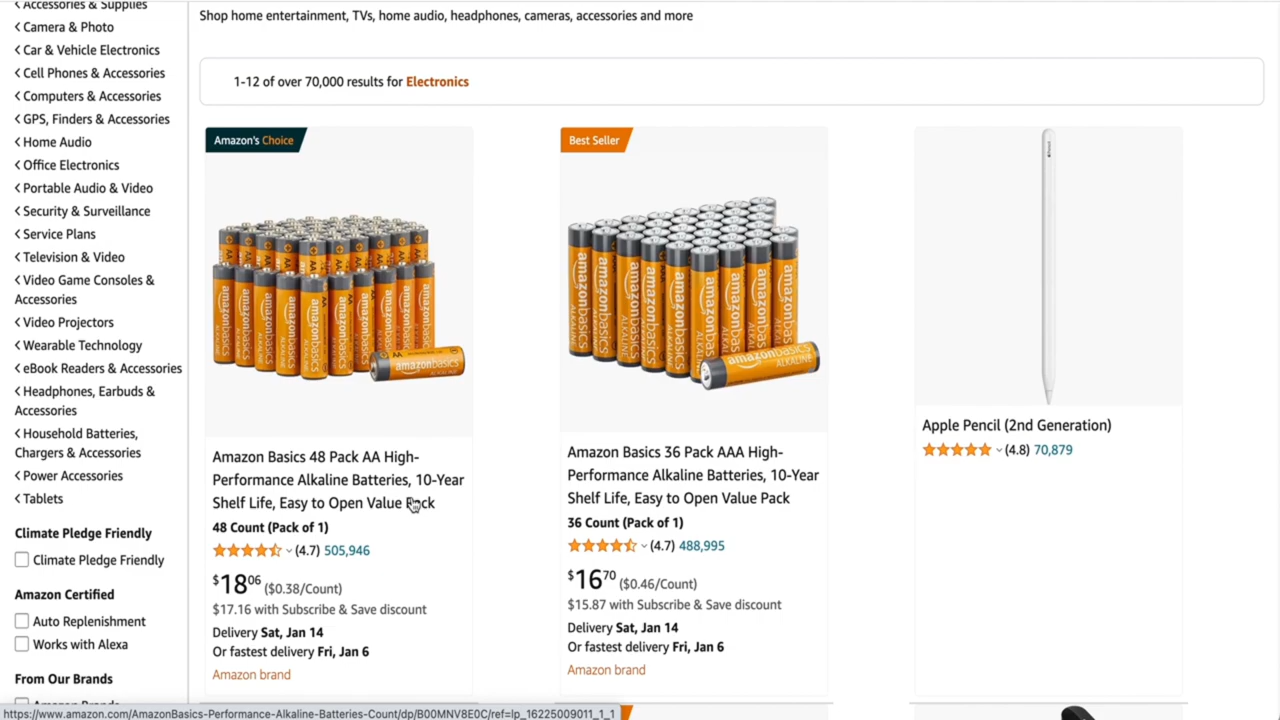 Accessories & Supplies
Camera & Photo
Car & Vehicle Electronics
Cell Phones & Accessories
Computers & Accessories
GPS, Finders & Accessories
Home Audio
Office Electronics
Portable Audio & Video
Security & Surveillance
Service Plans
Television & Video
Video Game Consoles &
Accessories
Video Projectors
Wearable Technology
eBook Readers & Accessories
Headphones, Earbuds &
Accessories
Household Batteries,
Chargers & Accessories
Power Accessories
Tablets
Climate Pledge Friendly
Climate Pledge Friendly
Amazon Certified
Auto Replenishment
Works with Alexa
From Our Brands
Shop home entertainment, TVs, home audio, headphones, cameras, accessories and more
1-12 of over 70,000 results for Electronics
Amazon's Choice
amazonbasics
Amazon Basics 48 Pack AA High-
Performance Alkaline Batteries, 10-Year
Shelf Life, Easy to Open Value Pack
48 Count (Pack of 1)
(4.7) 505,946
$18 06 ($0.38/Count)
$17.16 with Subscribe & Save discount
Delivery Sat, Jan 14
Or fastest delivery Fri, Jan 6
Amazon brand
Best Seller
amazonbasics
ALKALINE
Amazon Basics 36 Pack AAA High-
Performance Alkaline Batteries, 10-Year
Shelf Life, Easy to Open Value Pack
36 Count (Pack of 1)
(4.7) 488,995
$16 70 ($0.46/Count)
$15.87 with Subscribe & Save discount
Delivery Sat, Jan 14
Or fastest delivery Fri, Jan 6
Amazon brand
Apple Pencil (2nd Generation)
(4.8) 70,879
https://www.amazon.com/AmazonBasics-Performance-Alkaline-Batteries-Count/dp/B00MNV8E0C/ref=lp_16225009011_1_1